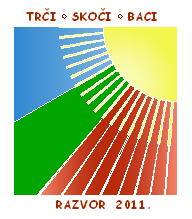 TRČI ◦ SKOČI ◦ BACI
RAZVOR 2011.